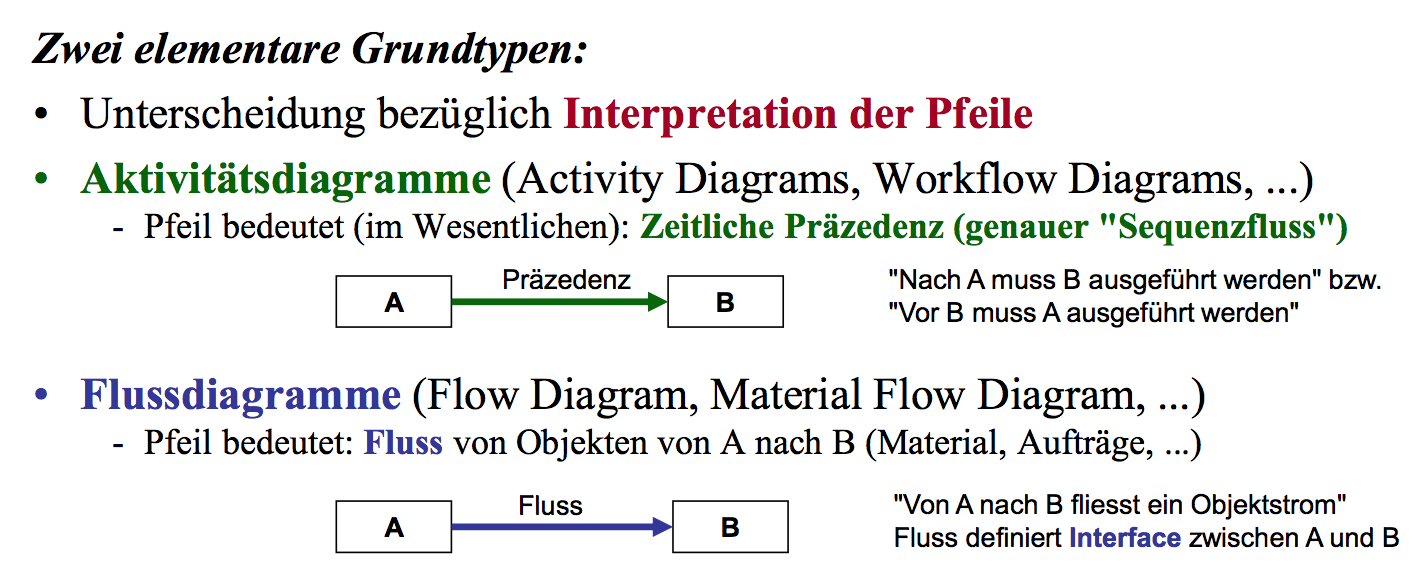 Zwei elementare Grundtypen:
• Unterscheidung bezüglich Interpretation der Pfeile
• Aktivitätsdiagramme (Activity Diagrams, Workflow Diagrams, ...)
- Pfeil bedeutet (im Wesentlichen): Zeitliche Präzedenz (genauer "Sequenzfluss")
A Präzedenz B
"Nach A muss B ausgeführt werden" bzw.
"Vor B muss A ausgeführt werden"
• Flussdiagramme (Flow Diagram, Material Flow Diagram, ...)
- Pfeil bedeutet: Fluss von Objekten von A nach B (Material, Aufträge, ...)
A Fluss B
"Von A nach B fliesst ein Objektstrom"
Fluss definiert Interface zwischen A und B